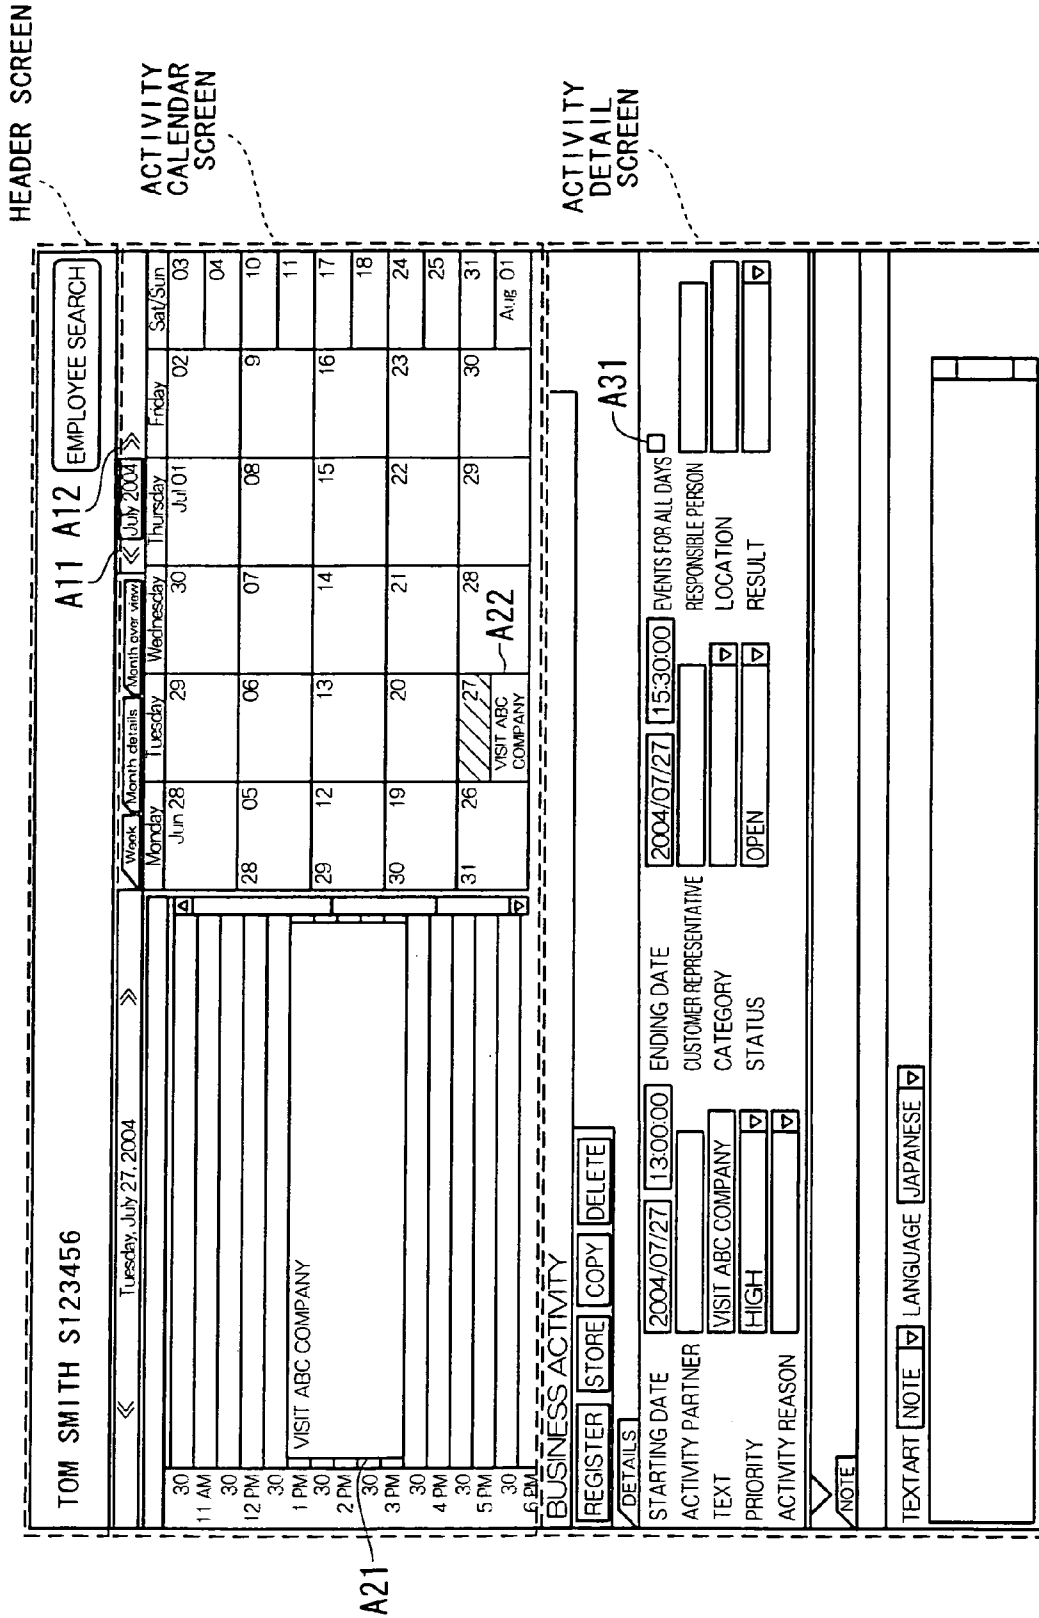 HEADER SCREEN
ACTIVITY
CALENDAR
SCREEN
ACTIVITY
DETAIL
SCREEN
TOM SMITH S123456
EMPLOYEE SEARCH
A11 A12
Tuesday, July 27, 2004
Week Month details Month over view July 2004
Monday Tuesday Wednesday Thursday Friday Sat/Sun
Jun 28 29 30 Jul 01 02 03
04
28 05 06 07 08 9 10
11
29 12 13 14 15 16 17
18
30 19 20 21 22 23 24
25
31 26 27 28 29 30 31
Aug 01
VISIT ABC
COMPANY
A22
30
11 AM
30
12 PM
30
1 PM
30
2 PM
30
3 PM
30
4 PM
30
5 PM
30
6 PM
VISIT ABC COMPANY
A21
BUSINESS ACTIVITY
REGISTER STORE COPY DELETE
DETAILS
A31
STARTING DATE 2004/07/27 13:00:00 ENDING DATE 2004/07/27 15:30:00 EVENTS FOR ALL DAYS
ACTIVITY PARTNER CUSTOMER REPRESENTATIVE RESPONSIBLE PERSON
TEXT VISIT ABC COMPANY CATEGORY LOCATION
PRIORITY HIGH STATUS OPEN RESULT
ACTIVITY REASON
NOTE
TEXT ART NOTE LANGUAGE JAPANESE